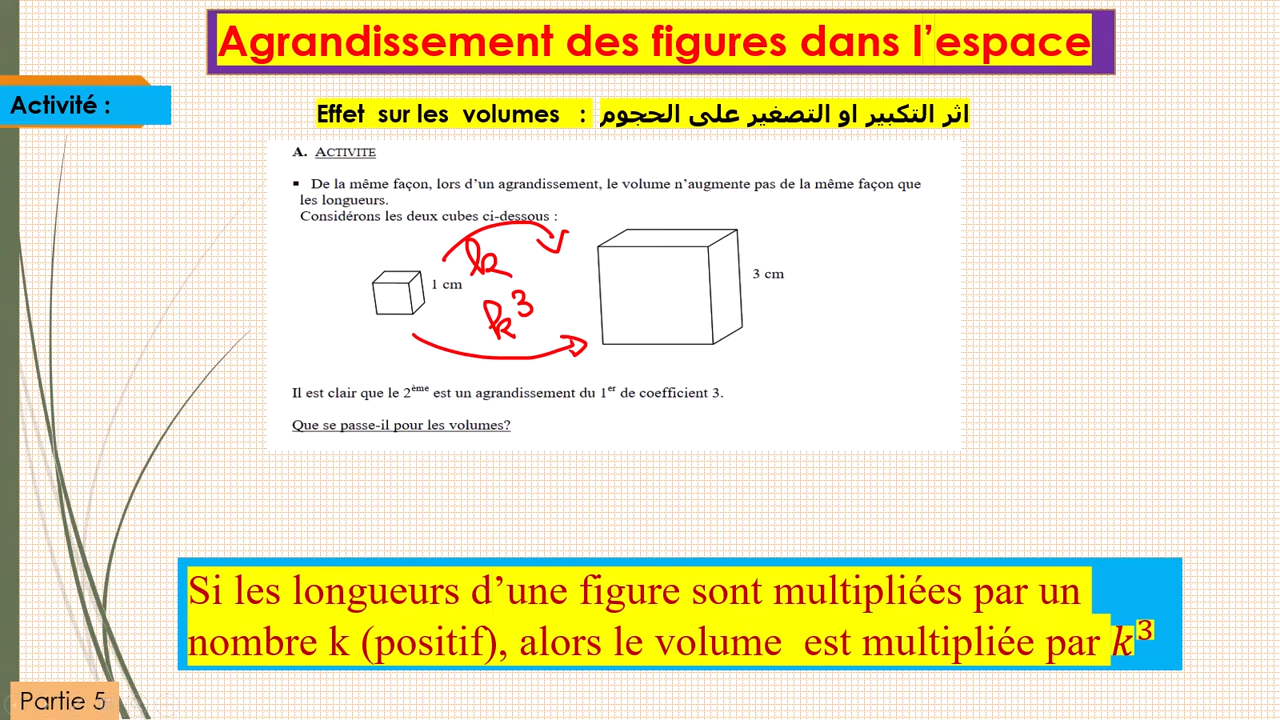 Agrandissement des figures dans l’espace
Activité :
Effet sur les volumes : اثر التكبير او التصغير على الحجوم
A. ACTIVITE
▪ De la même façon, lors d’un agrandissement, le volume n’augmente pas de la même façon que
les longueurs.
Considérons les deux cubes ci-dessous :
k
1 cm
3 cm
k³
Il est clair que le 2ème est un agrandissement du 1er de coefficient 3.
Que se passe-il pour les volumes?
Si les longueurs d’une figure sont multipliées par un
nombre k (positif), alors le volume est multipliée par k³
Partie 5